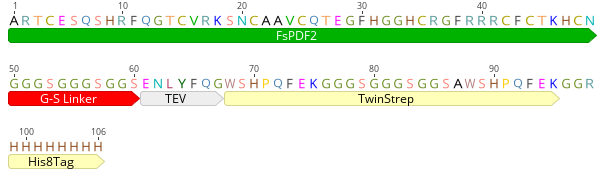 1 10 20 30 40
ARTCESQSHRFQGTCVRKSNCAAVCQTEGFHGGHCRGFRRRCFCTKHCN
FsPDF2
50 60 70 80 90
GGGSGGGSGGSENLYFQGWSHPQFEKGGGSGGGSGGSAWSHPQFEKGGR
G-S Linker TEV TwinStrep
100 106
HHHHHHHH
His8Tag